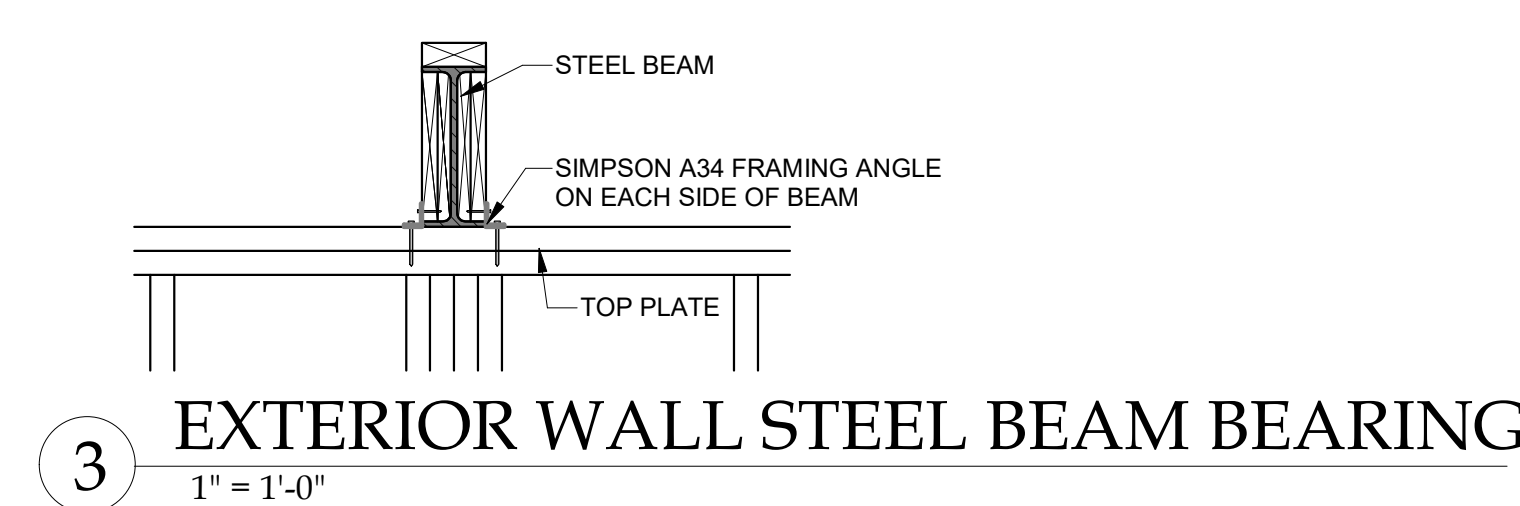 STEEL BEAM
SIMPSON A34 FRAMING ANGLE
ON EACH SIDE OF BEAM
TOP PLATE
3
EXTERIOR WALL STEEL BEAM BEARING
1" = 1'-0"